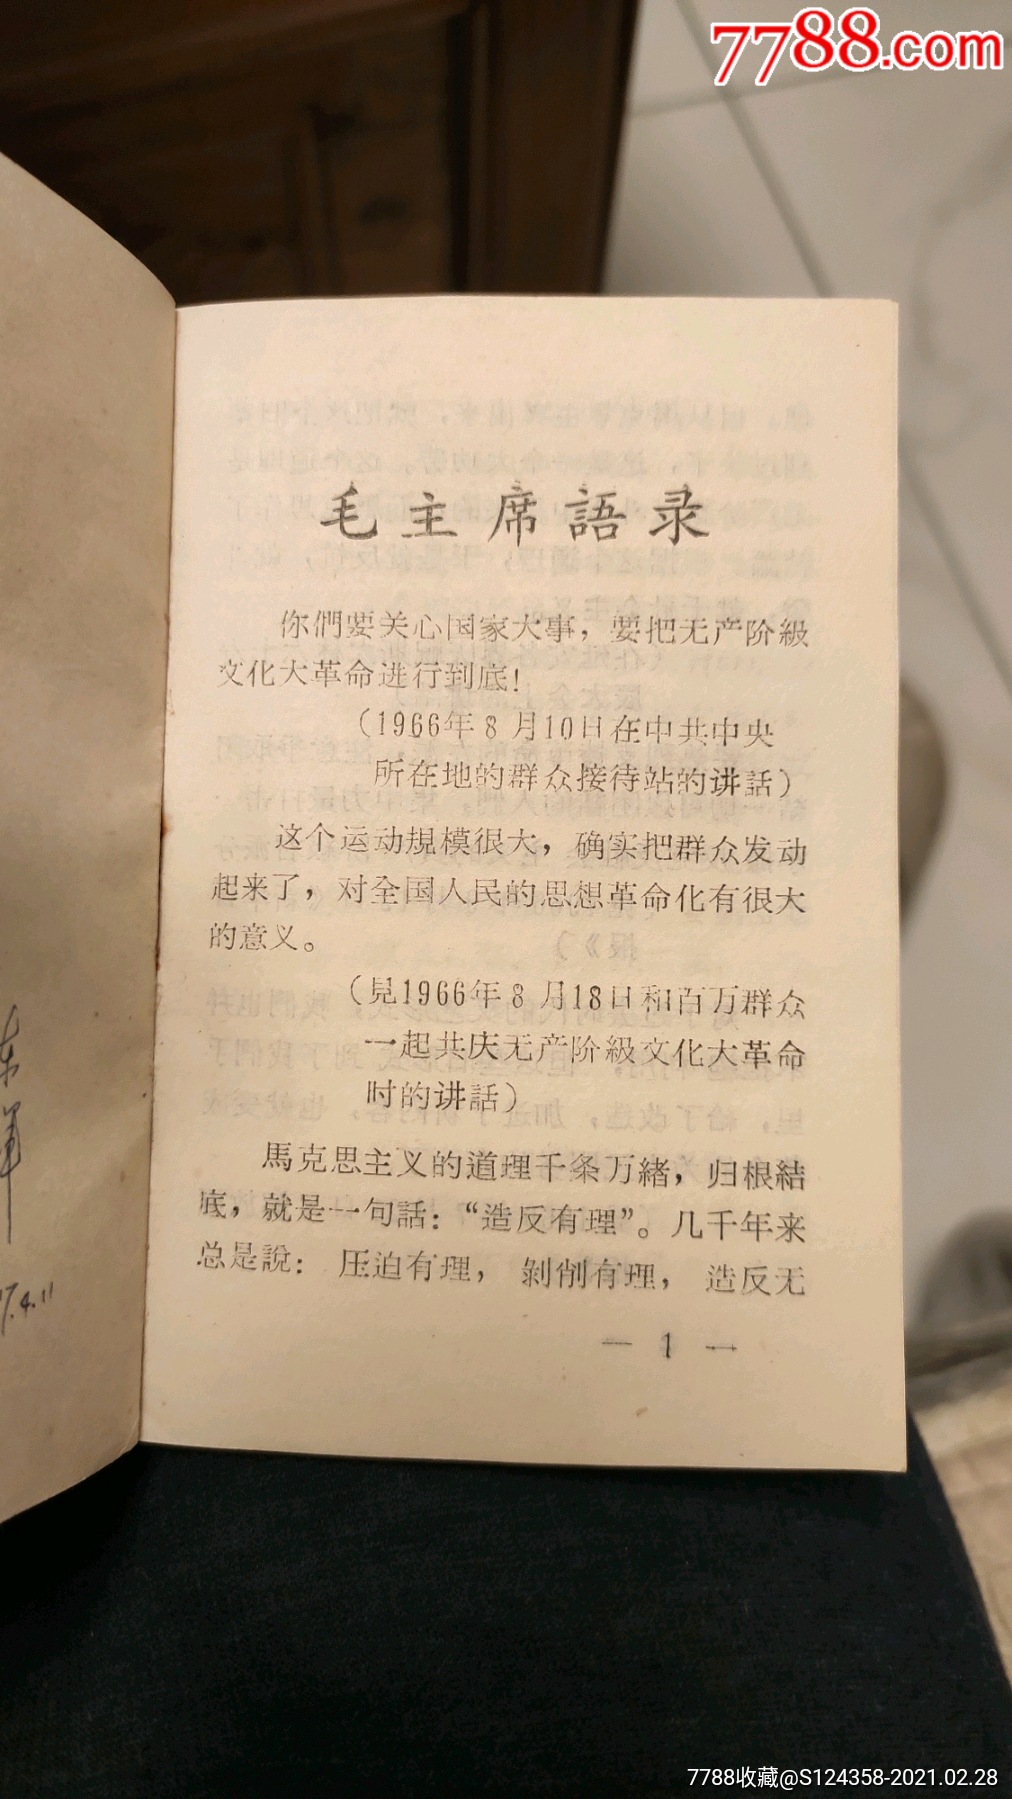 7788.com
毛主席語录
你們要关心国家大事，要把无产阶級
文化大革命进行到底！
（1966年8月10日在中共中央
所在地的群众接待站的讲話）
这个运动規模很大，确实把群众发动
起来了，对全国人民的思想革命化有很大
的意义。
（見1966年8月18日和百万群众
一起共庆无产阶級文化大革命
时的讲話）
馬克思主义的道理千条万緒，归根結
底，就是一句話：“造反有理”。几千年来
总是說：压迫有理，剝削有理，造反无
— 1 —
7.4.11
7788收藏@S124358-2021.02.28